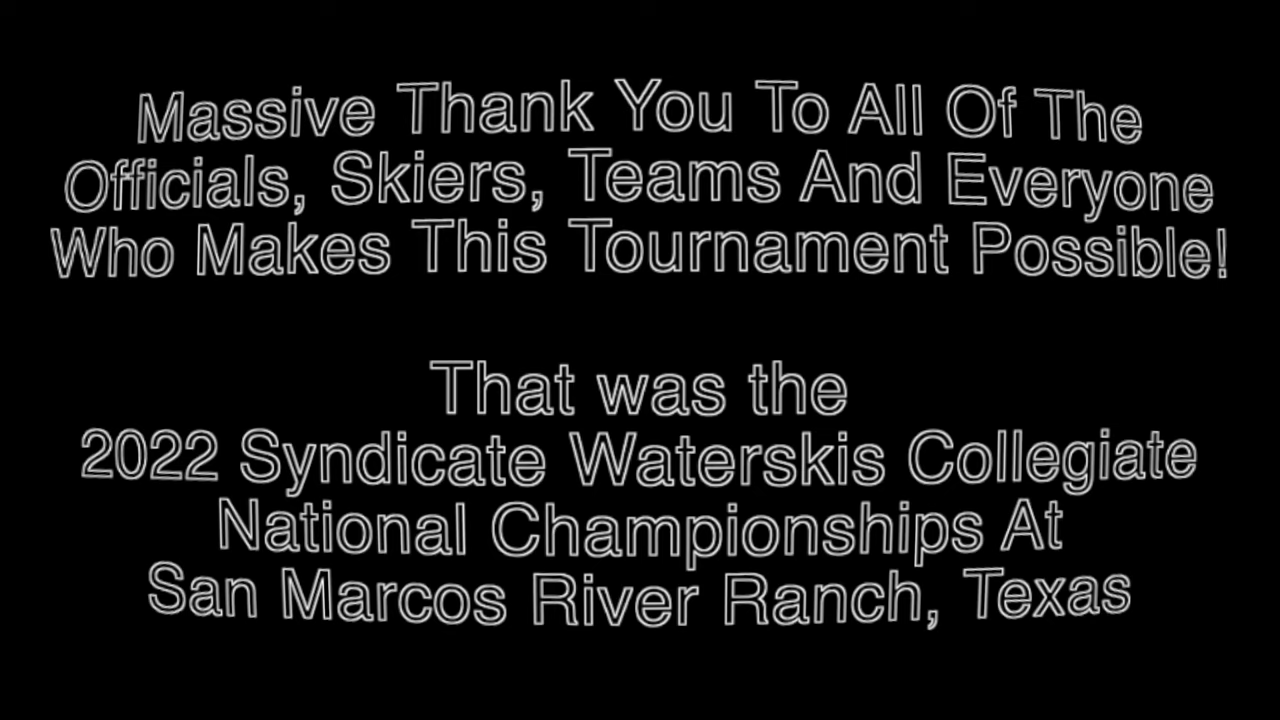 Massive Thank You To All Of The
Officials, Skiers, Teams And Everyone
Who Makes This Tournament Possible!
That was the
2022 Syndicate Waterskis Collegiate
National Championships At
San Marcos River Ranch, Texas